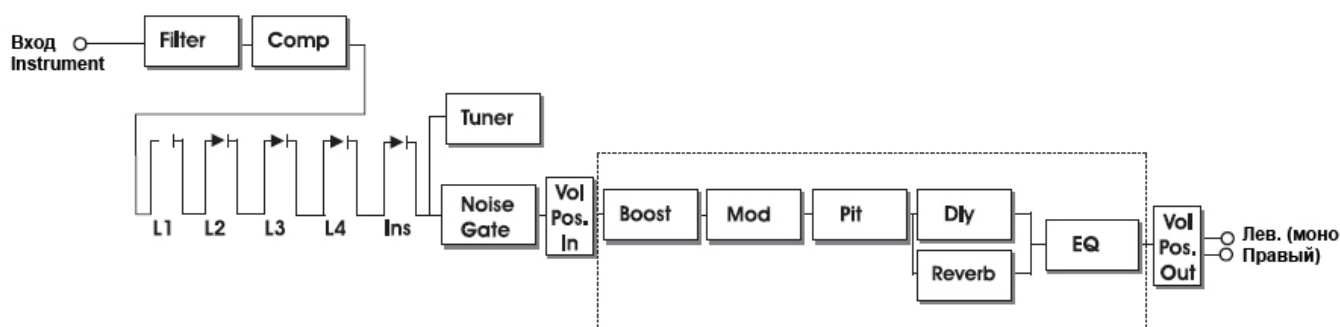 Вход
Instrument
Filter
Comp
Tuner
L1
L2
L3
L4
Ins
Noise
Gate
Vol
Pos.
In
Boost
Mod
Pit
Dly
Reverb
EQ
Vol
Pos.
Out
Лев. (моно
Правый)